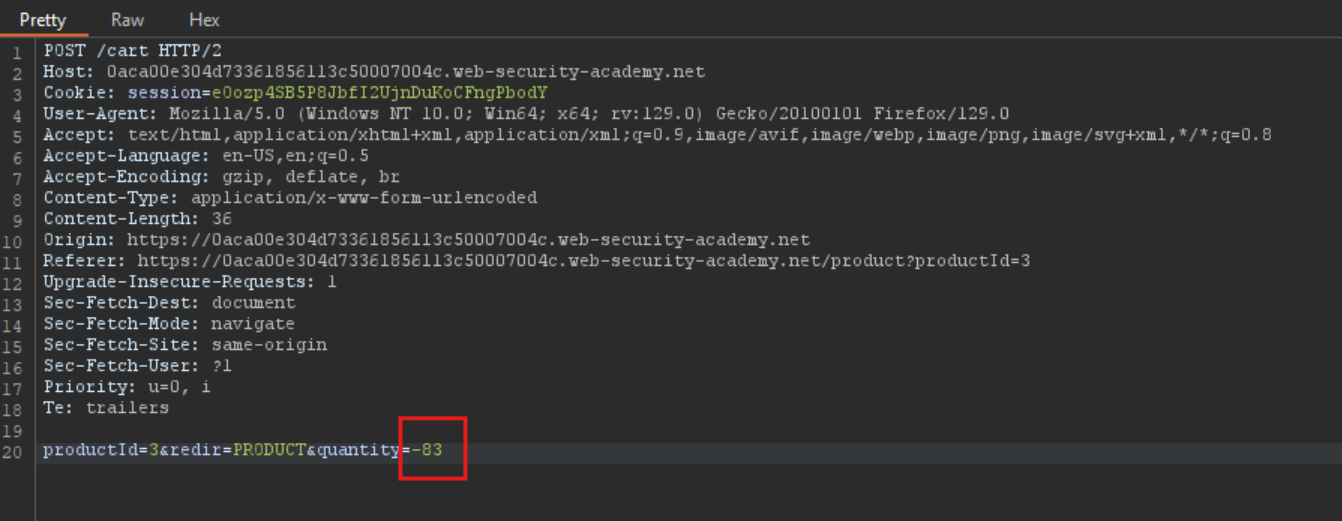 Pretty Raw Hex
1 POST /cart HTTP/2
2 Host: 0aca00e304d73361856113c50007004c.web-security-academy.net
3 Cookie: session=e0ozp4SB5P8JbfI2UjnDuKoCFngPbodY
4 User-Agent: Mozilla/5.0 (Windows NT 10.0; Win64; x64; rv:129.0) Gecko/20100101 Firefox/129.0
5 Accept: text/html,application/xhtml+xml,application/xml;q=0.9,image/avif,image/webp,image/png,image/svg+xml,*/*;q=0.8
6 Accept-Language: en-US,en;q=0.5
7 Accept-Encoding: gzip, deflate, br
8 Content-Type: application/x-www-form-urlencoded
9 Content-Length: 36
10 Origin: https://0aca00e304d73361856113c50007004c.web-security-academy.net
11 Referer: https://0aca00e304d73361856113c50007004c.web-security-academy.net/product?productId=3
12 Upgrade-Insecure-Requests: 1
13 Sec-Fetch-Dest: document
14 Sec-Fetch-Mode: navigate
15 Sec-Fetch-Site: same-origin
16 Sec-Fetch-User: ?1
17 Priority: u=0, i
18 Te: trailers
19
20 productId=3&redir=PRODUCT&quantity=-83